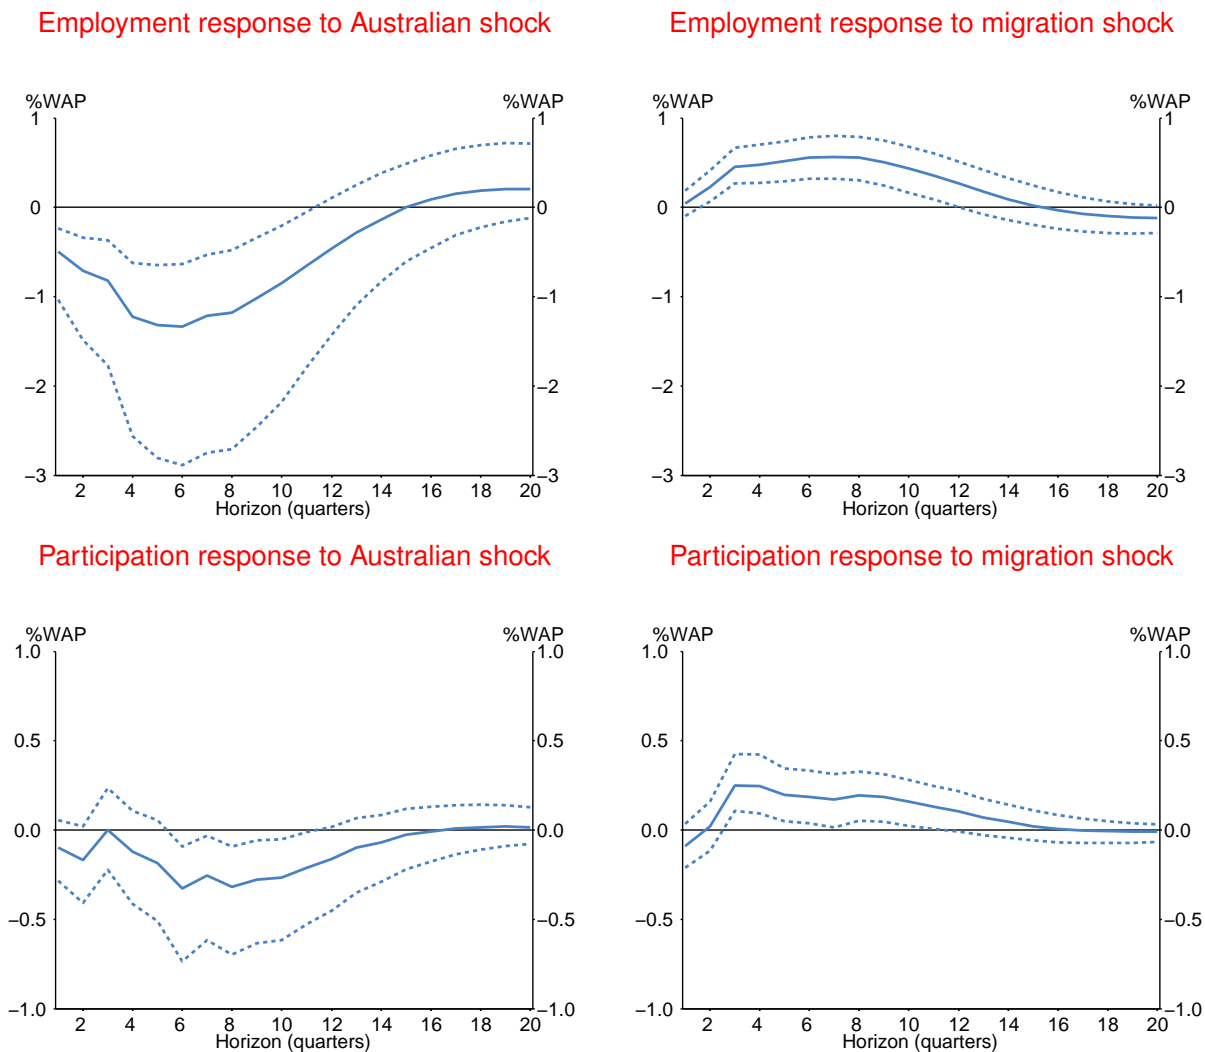 Employment response to Australian shock
%WAP %WAP
1 1
0 0
−1 −1
−2 −2
−3 −3
2 4 6 8 10 12 14 16 18 20
Horizon (quarters)
Employment response to migration shock
%WAP %WAP
1 1
0 0
−1 −1
−2 −2
−3 −3
2 4 6 8 10 12 14 16 18 20
Horizon (quarters)
Participation response to Australian shock
%WAP %WAP
1.0 1.0
0.5 0.5
0.0 0.0
−0.5 −0.5
−1.0 −1.0
2 4 6 8 10 12 14 16 18 20
Horizon (quarters)
Participation response to migration shock
%WAP %WAP
1.0 1.0
0.5 0.5
0.0 0.0
−0.5 −0.5
−1.0 −1.0
2 4 6 8 10 12 14 16 18 20
Horizon (quarters)